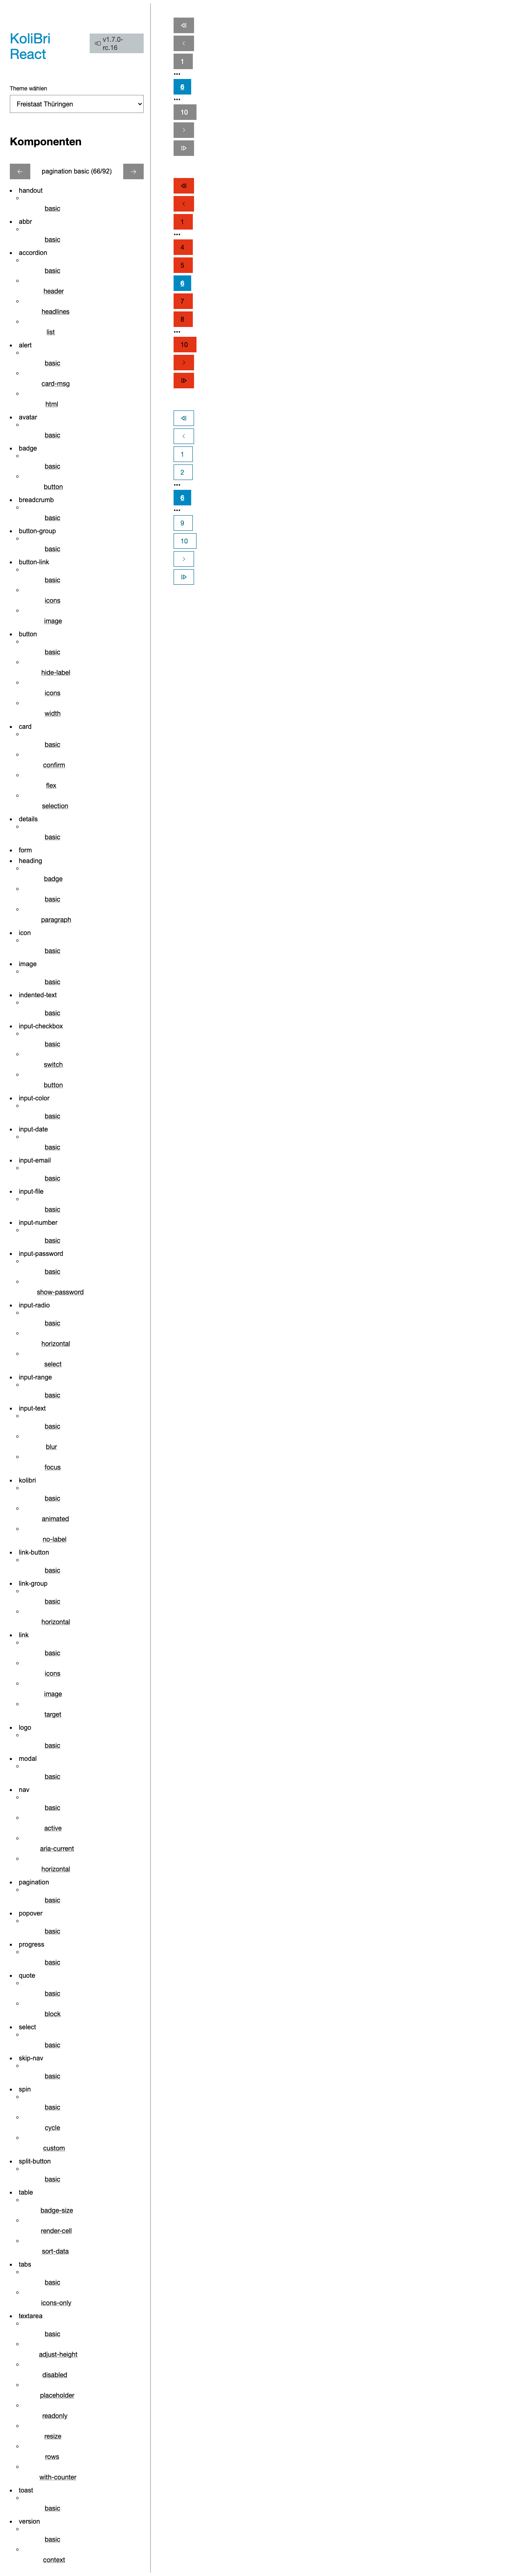 KoliBri
React
v1.7.0-
rc.16
Theme wählen
Freistaat Thüringen
Komponenten
pagination basic (66/92)
handout
basic
abbr
basic
accordion
basic
header
headlines
list
alert
basic
card-msg
html
avatar
basic
badge
basic
button
breadcrumb
basic
button-group
basic
button-link
basic
icons
image
button
basic
hide-label
icons
width
card
basic
confirm
flex
selection
details
basic
form
heading
badge
basic
paragraph
icon
basic
image
basic
indented-text
basic
input-checkbox
basic
switch
button
input-color
basic
input-date
basic
input-email
basic
input-file
basic
input-number
basic
input-password
basic
show-password
input-radio
basic
horizontal
select
input-range
basic
input-text
basic
blur
focus
kolibri
basic
animated
no-label
link-button
basic
link-group
basic
horizontal
link
basic
icons
image
target
logo
basic
modal
basic
nav
basic
active
aria-current
horizontal
pagination
basic
popover
basic
progress
basic
quote
basic
block
select
basic
skip-nav
basic
spin
basic
cycle
custom
split-button
basic
table
badge-size
render-cell
sort-data
tabs
basic
icons-only
textarea
basic
adjust-height
disabled
placeholder
readonly
resize
rows
with-counter
toast
basic
version
basic
context
1
•••
6
•••
10
1
•••
4
5
6
7
8
•••
10
1
2
•••
6
•••
9
10